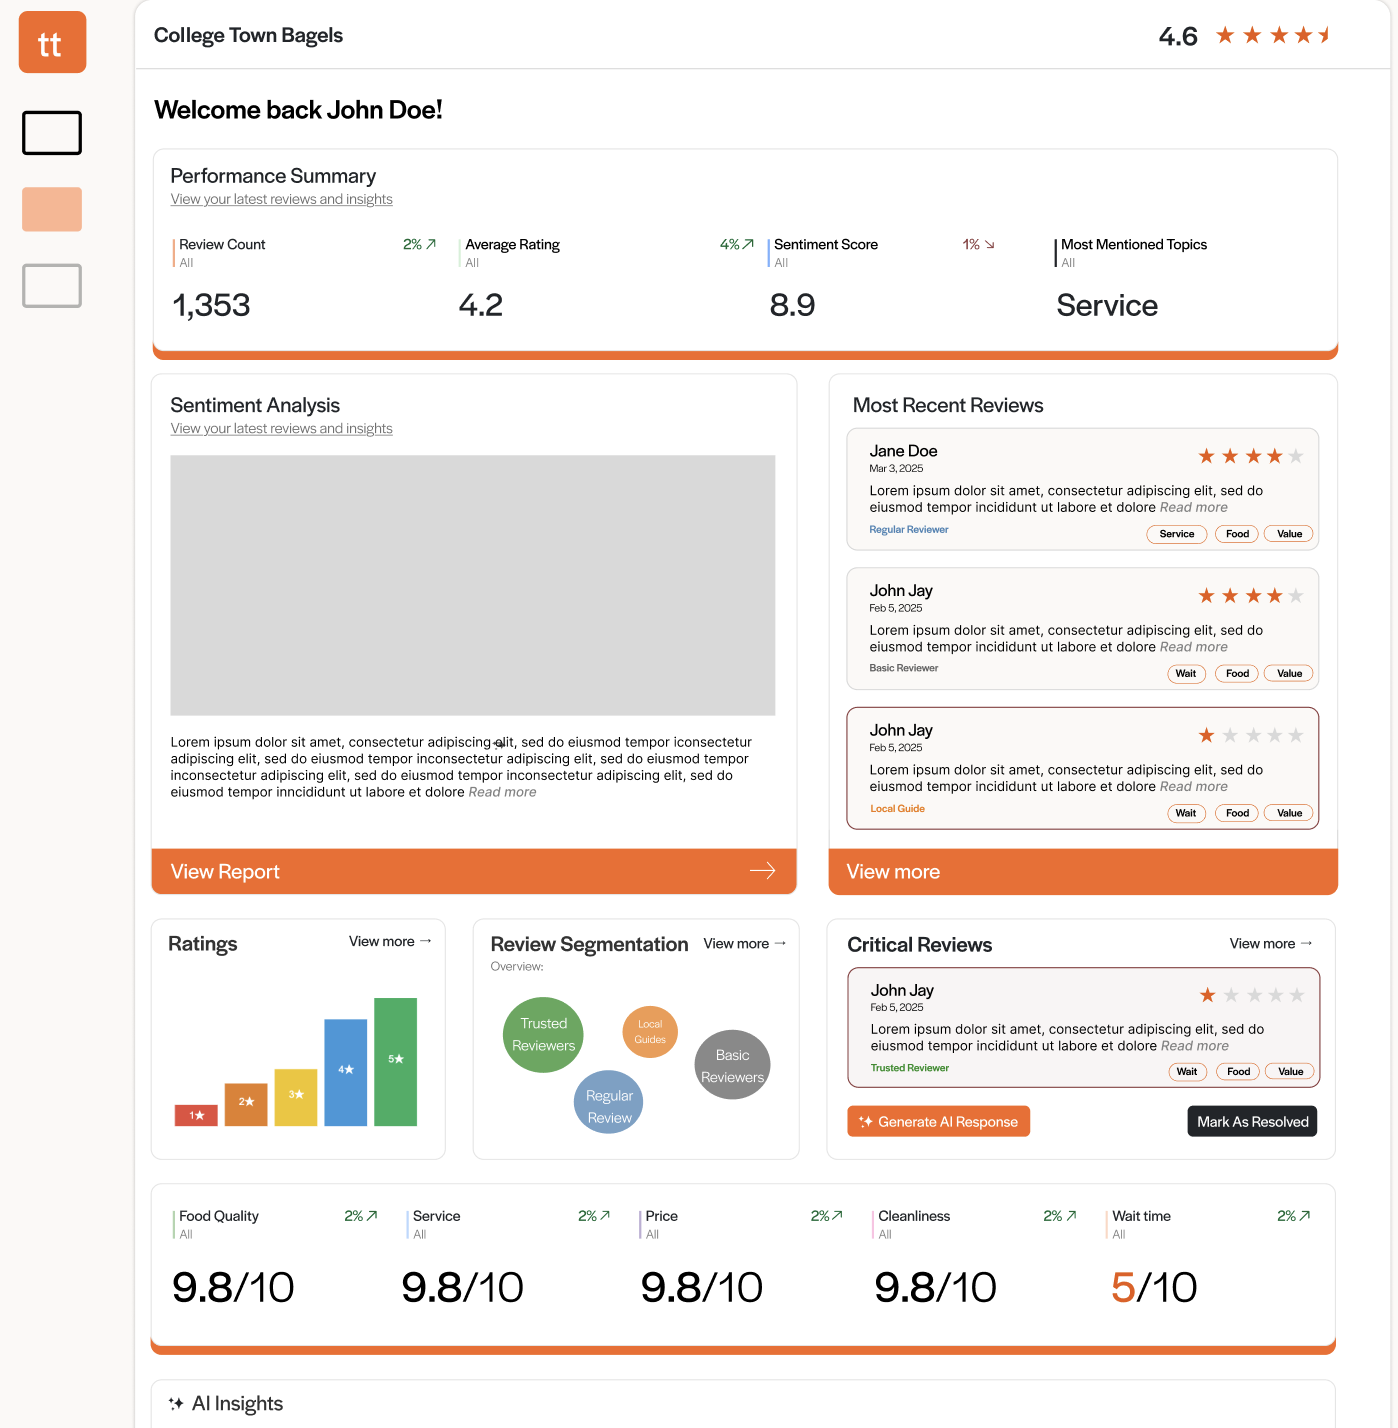 tt
College Town Bagels
4.6
Welcome back John Doe!
Performance Summary
View your latest reviews and insights
Review Count
All
2%
1,353
Average Rating
All
4%
4.2
Sentiment Score
All
1%
8.9
Most Mentioned Topics
All
Service
Sentiment Analysis
View your latest reviews and insights
Lorem ipsum dolor sit amet, consectetur adipiscing elit, sed do eiusmod tempor iconsectetur
adipiscing elit, sed do eiusmod tempor inconsectetur adipiscing elit, sed do eiusmod tempor
inconsectetur adipiscing elit, sed do eiusmod tempor inconsectetur adipiscing elit, sed do
eiusmod tempor inncididunt ut labore et dolore Read more
View Report
Most Recent Reviews
Jane Doe
Mar 3, 2025
Lorem ipsum dolor sit amet, consectetur adipiscing elit, sed do
eiusmod tempor incididunt ut labore et dolore Read more
Regular Reviewer
Service Food Value
John Jay
Feb 5, 2025
Lorem ipsum dolor sit amet, consectetur adipiscing elit, sed do
eiusmod tempor incididunt ut labore et dolore Read more
Basic Reviewer
Wait Food Value
John Jay
Feb 5, 2025
Lorem ipsum dolor sit amet, consectetur adipiscing elit, sed do
eiusmod tempor incididunt ut labore et dolore Read more
Local Guide
Wait Food Value
View more
Ratings
View more →
1★
2★
3★
4★
5★
Review Segmentation
View more →
Overview:
Trusted
Reviewers
Local
Guides
Basic
Reviewers
Regular
Review
Critical Reviews
View more →
John Jay
Feb 5, 2025
Lorem ipsum dolor sit amet, consectetur adipiscing elit, sed do
eiusmod tempor incididunt ut labore et dolore Read more
Trusted Reviewer
Wait Food Value
Generate AI Response
Mark As Resolved
Food Quality
All
2%
9.8/10
Service
All
2%
9.8/10
Price
All
2%
9.8/10
Cleanliness
All
2%
9.8/10
Wait time
All
2%
5/10
AI Insights